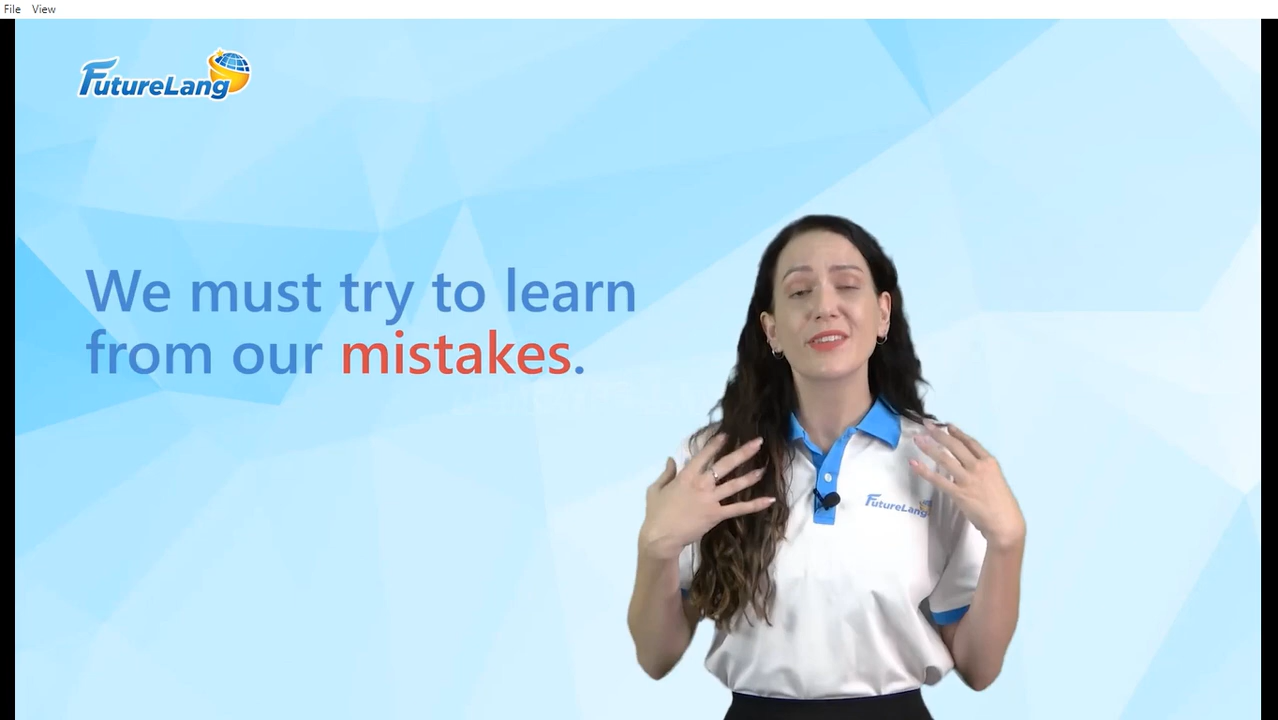 File View
FutureLang
We must try to learn
from our mistakes.
FutureLang